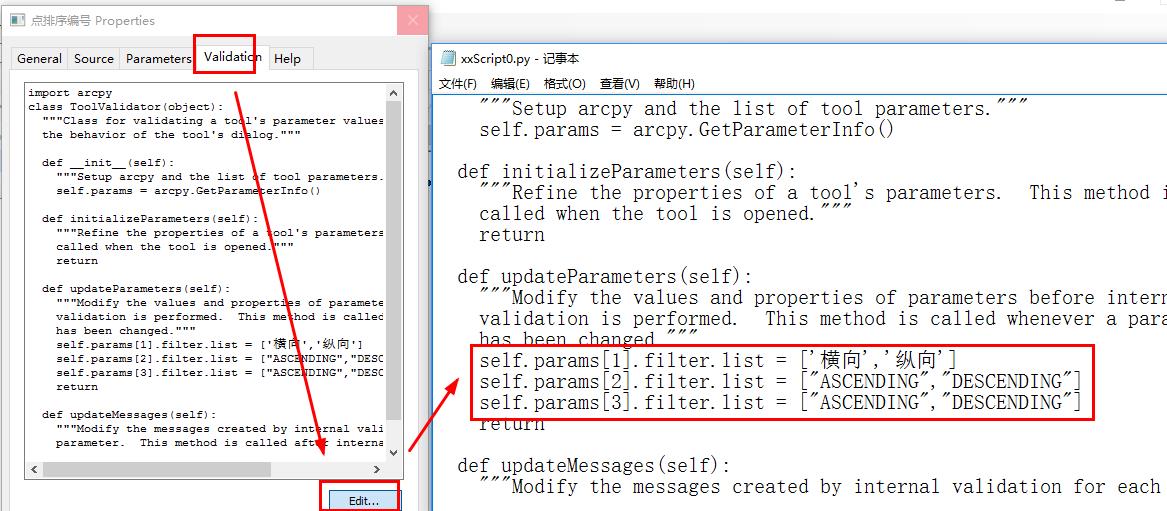 点排序编号 Properties
General Source Parameters Validation Help
import arcpy
class ToolValidator(object):
"""Class for validating a tool's parameter values
the behavior of the tool's dialog."""
def __init__(self):
"""Setup arcpy and the list of tool parameters.
self.params = arcpy.GetParameterInfo()
def initializeParameters(self):
"""Refine the properties of a tool's parameters
called when the tool is opened."""
return
def updateParameters(self):
"""Modify the values and properties of paramete
validation is performed.  This method is called
has been changed."""
self.params[1].filter.list = ['横向','纵向']
self.params[2].filter.list = ["ASCENDING","DESC
self.params[3].filter.list = ["ASCENDING","DESC
return
def updateMessages(self):
"""Modify the messages created by internal vali
parameter.  This method is called after interna
Edit...
xxScript0.py - 记事本
文件(F) 编辑(E) 格式(O) 查看(V) 帮助(H)
"""Setup arcpy and the list of tool parameters."""
self.params = arcpy.GetParameterInfo()
def initializeParameters(self):
"""Refine the properties of a tool's parameters.  This method i
called when the tool is opened."""
return
def updateParameters(self):
"""Modify the values and properties of parameters before intern
validation is performed.  This method is called whenever a para
has been changed."""
self.params[1].filter.list = ['横向','纵向']
self.params[2].filter.list = ["ASCENDING","DESCENDING"]
self.params[3].filter.list = ["ASCENDING","DESCENDING"]
return
def updateMessages(self):
"""Modify the messages created by internal validation for each